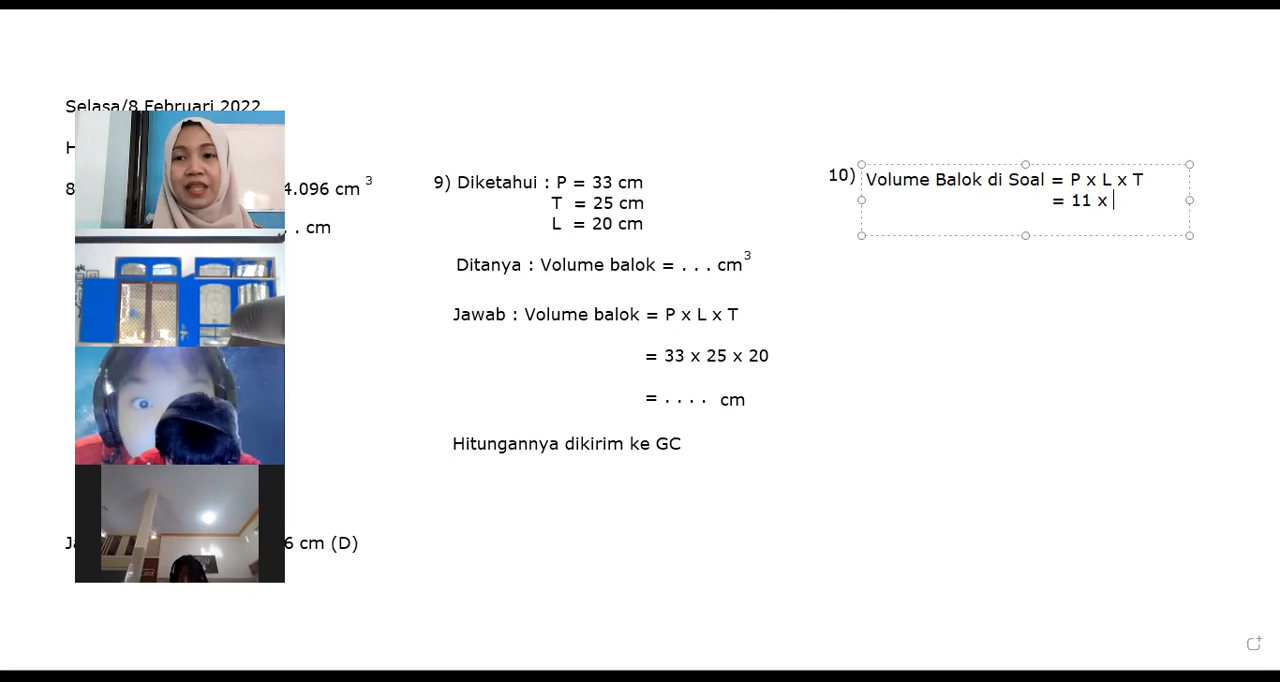 Selasa/8 Februari 2022
H
8
4.096 cm ³
. cm
6 cm (D)
9) Diketahui : P = 33 cm
T = 25 cm
L = 20 cm
Ditanya : Volume balok = . . . cm³
Jawab : Volume balok = P x L x T
= 33 x 25 x 20
= . . . . cm
Hitungannya dikirim ke GC
10) Volume Balok di Soal = P x L x T
= 11 x